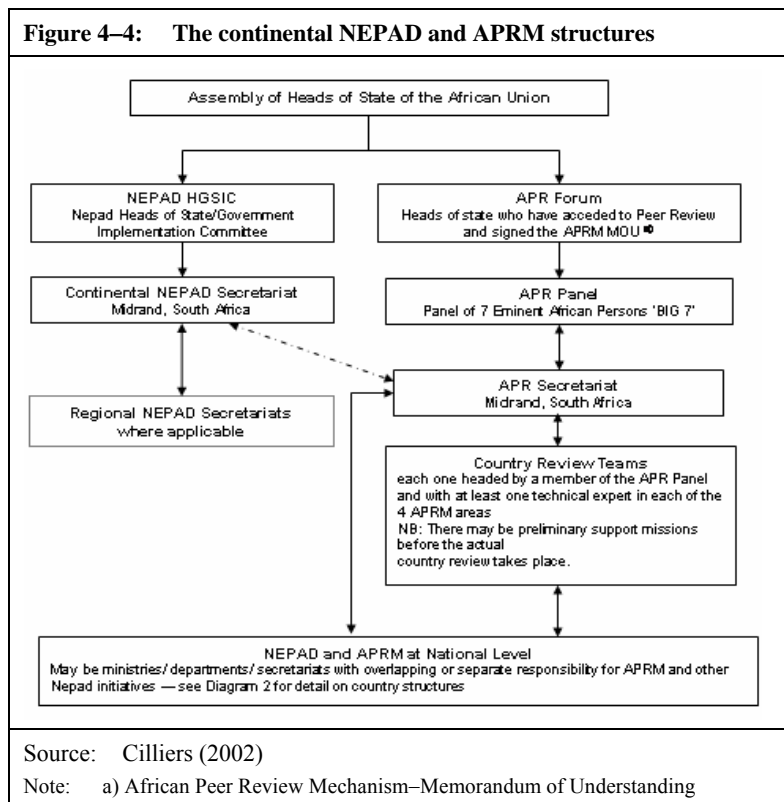 Figure 4–4: The continental NEPAD and APRM structures
Assembly of Heads of State of the African Union
NEPAD HGSIC
Nepad Heads of State/Government
Implementation Committee
APR Forum
Heads of state who have acceded to Peer Review
and signed the APRM MOU
Continental NEPAD Secretariat
Midrand, South Africa
APR Panel
Panel of 7 Eminent African Persons 'BIG 7'
APR Secretariat
Midrand, South Africa
Regional NEPAD Secretariats
where applicable
Country Review Teams
each one headed by a member of the APR Panel
and with at least one technical expert in each of the
4 APRM areas
NB: There may be preliminary support missions
before the actual
country review takes place.
NEPAD and APRM at National Level
May be ministries/departments/secretariats with overlapping or separate responsibility for APRM and other
Nepad initiatives — see Diagram 2 for detail on country structures
Source: Cilliers (2002)
Note: a) African Peer Review Mechanism–Memorandum of Understanding